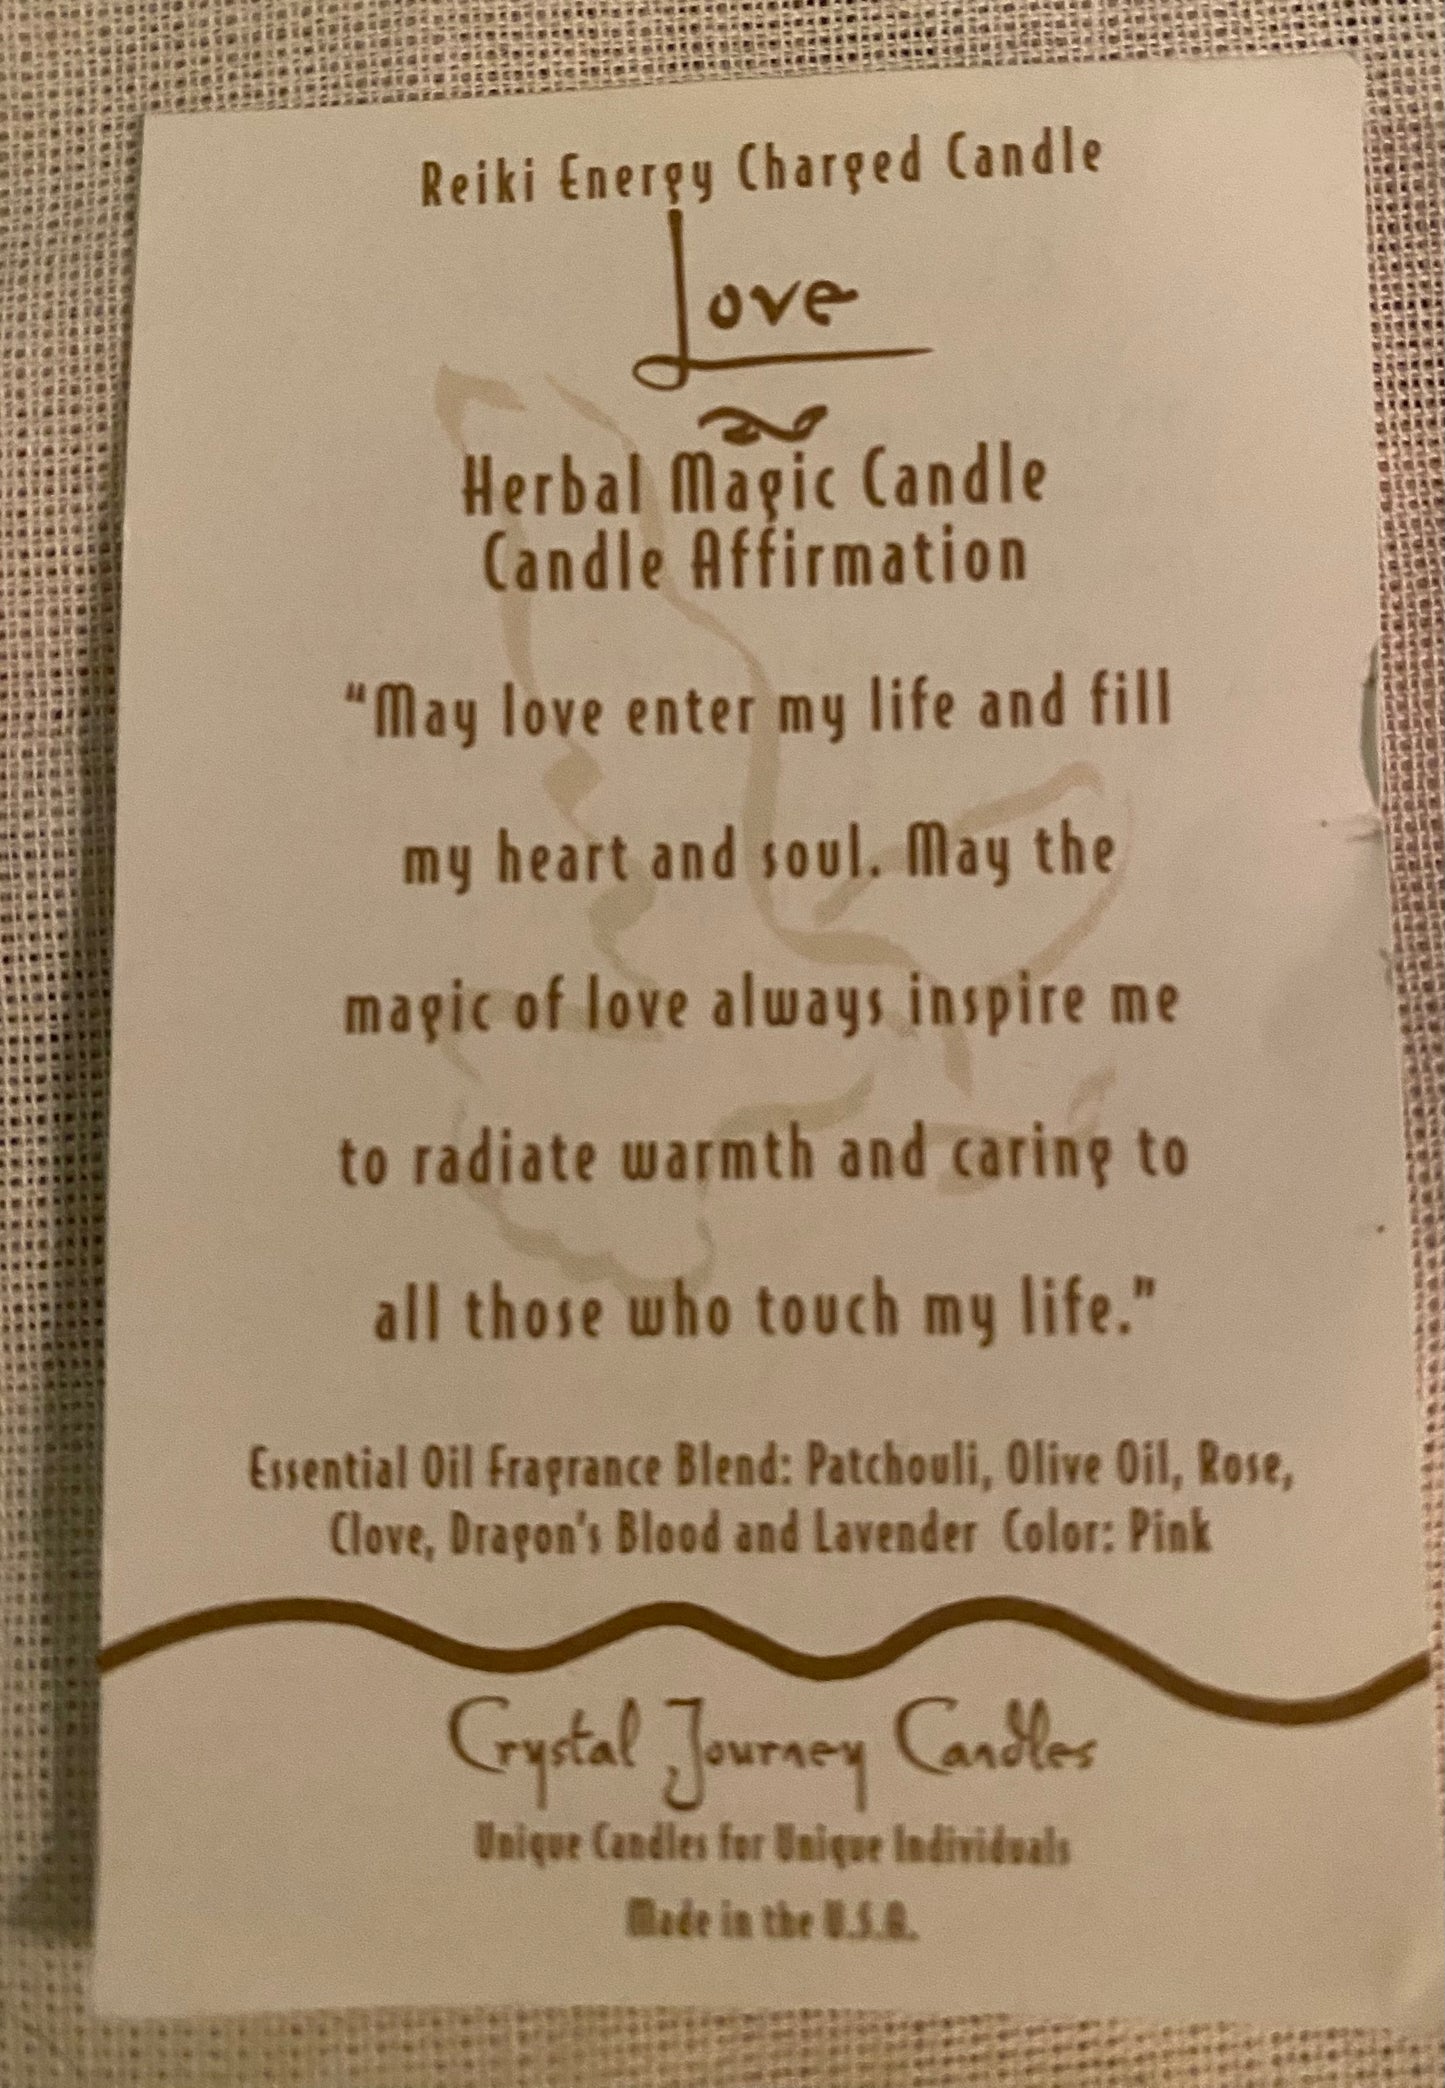 Reiki Energy Charged Candle
Love
Herbal Magic Candle
Candle Affirmation
“May love enter my life and fill
my heart and soul. May the
magic of love always inspire me
to radiate warmth and caring to
all those who touch my life.”
Essential Oil Fragrance Blend: Patchouli, Olive Oil, Rose,
Clove, Dragon's Blood and Lavender Color: Pink
Crystal Journey Candles
Unique Candles for Unique Individuals
Made in the U.S.A.